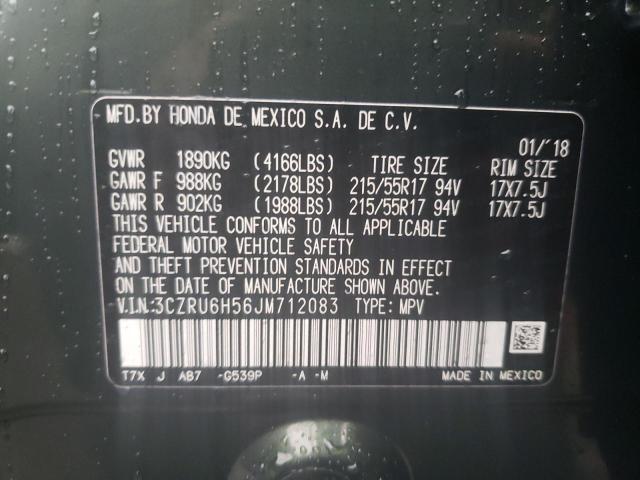 MFD.BY HONDA DE MEXICO S.A. DE C.V.
01/'18
GVWR 1890KG (4166LBS) TIRE SIZE RIM SIZE
GAWR F 988KG (2178LBS) 215/55R17 94V 17X7.5J
GAWR R 902KG (1988LBS) 215/55R17 94V 17X7.5J
THIS VEHICLE CONFORMS TO ALL APPLICABLE
FEDERAL MOTOR VEHICLE SAFETY
AND THEFT PREVENTION STANDARDS IN EFFECT
ON THE DATE OF MANUFACTURE SHOWN ABOVE.
V.I.N:3CZRU6H56JM712083 TYPE: MPV
T7X J AB7 -G539P -A -M MADE IN MEXICO